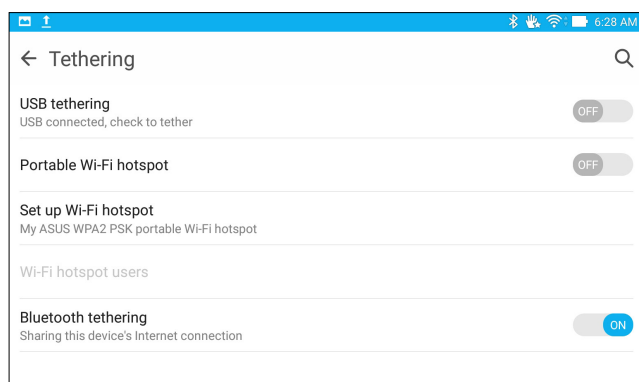 6:28 AM
Tethering
USB tethering
OFF
USB connected, check to tether
Portable Wi-Fi hotspot
OFF
Set up Wi-Fi hotspot
My ASUS WPA2 PSK portable Wi-Fi hotspot
Wi-Fi hotspot users
Bluetooth tethering
ON
Sharing this device's Internet connection